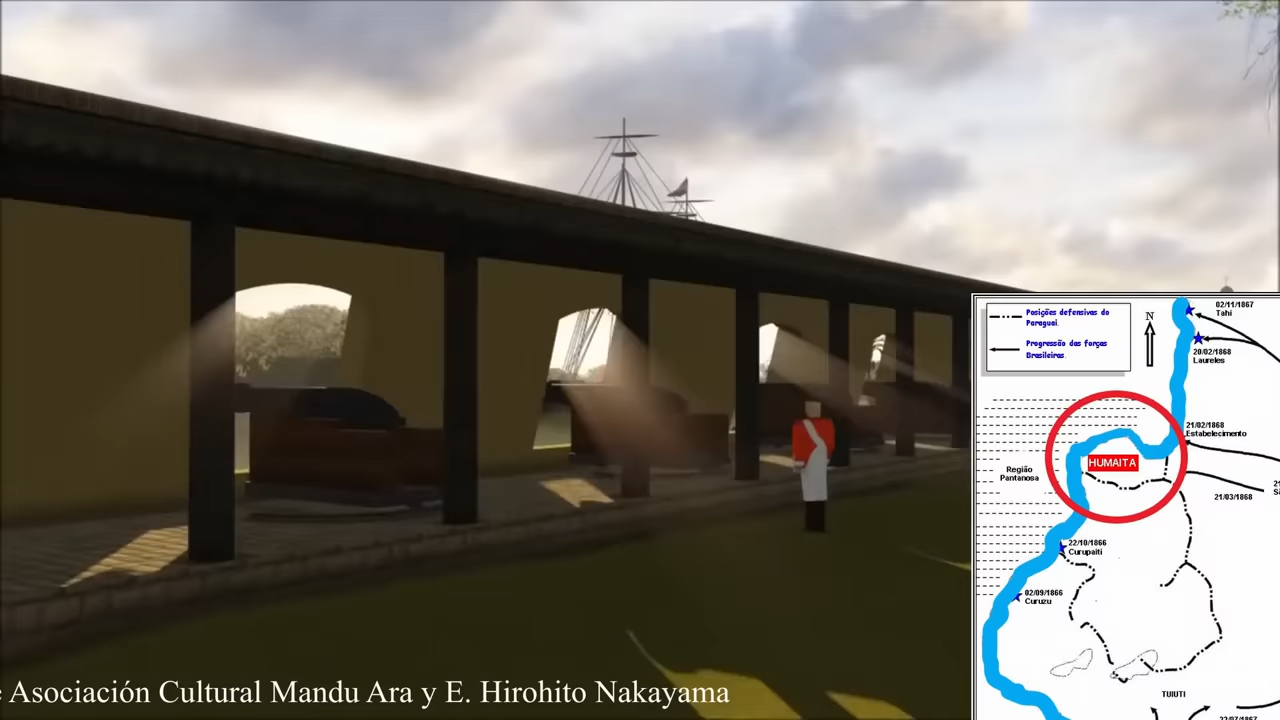 Asociación Cultural Mandu Ara y E. Hirohito Nakayama
Posições defensivas do
Paraguai.
Progressão das forças
Brasileiras.
N
02/11/1867
Tahí
20/02/1868
Laureles
21/02/1868
Estabelecimento
HUMAITA
Região
Pantanosa
21/03/1868
22/10/1866
Curupaiti
02/09/1866
Curuzu
TUIUTI